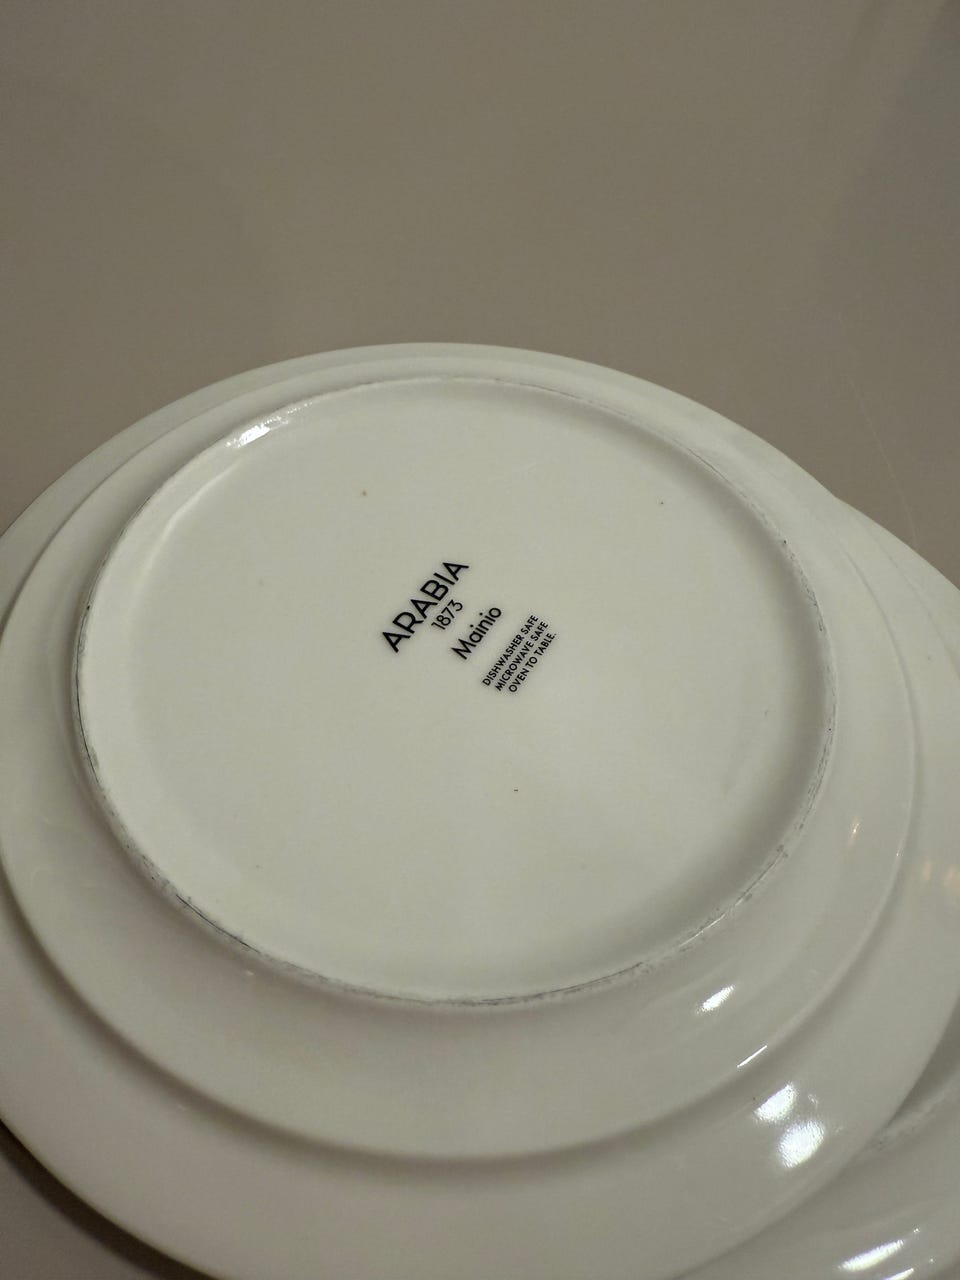 ARABIA
1873
Mainio
DISHWASHER SAFE
MICROWAVE SAFE
OVEN TO TABLE.